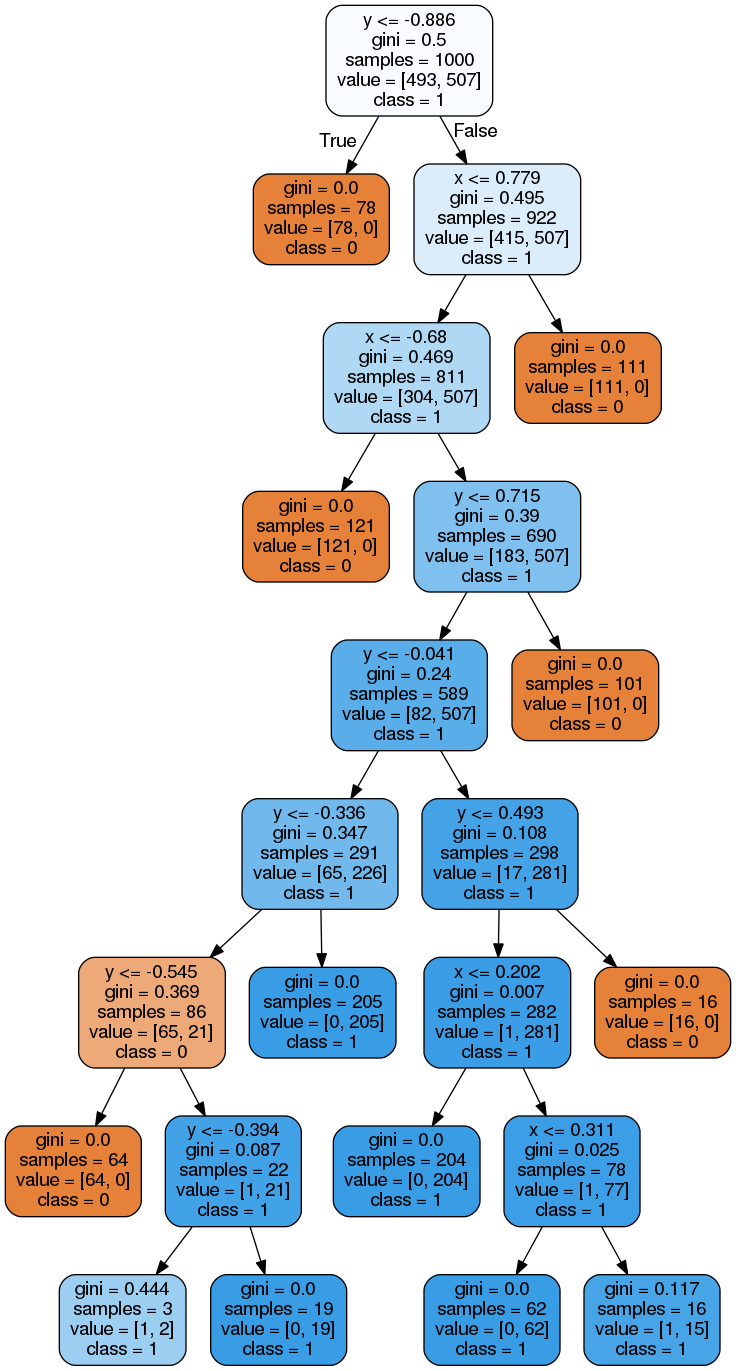 y <= -0.886
gini = 0.5
samples = 1000
value = [493, 507]
class = 1
True
False
gini = 0.0
samples = 78
value = [78, 0]
class = 0
x <= 0.779
gini = 0.495
samples = 922
value = [415, 507]
class = 1
x <= -0.68
gini = 0.469
samples = 811
value = [304, 507]
class = 1
gini = 0.0
samples = 111
value = [111, 0]
class = 0
gini = 0.0
samples = 121
value = [121, 0]
class = 0
y <= 0.715
gini = 0.39
samples = 690
value = [183, 507]
class = 1
y <= -0.041
gini = 0.24
samples = 589
value = [82, 507]
class = 1
gini = 0.0
samples = 101
value = [101, 0]
class = 0
y <= -0.336
gini = 0.347
samples = 291
value = [65, 226]
class = 1
y <= 0.493
gini = 0.108
samples = 298
value = [17, 281]
class = 1
y <= -0.545
gini = 0.369
samples = 86
value = [65, 21]
class = 0
gini = 0.0
samples = 205
value = [0, 205]
class = 1
x <= 0.202
gini = 0.007
samples = 282
value = [1, 281]
class = 1
gini = 0.0
samples = 16
value = [16, 0]
class = 0
gini = 0.0
samples = 64
value = [64, 0]
class = 0
y <= -0.394
gini = 0.087
samples = 22
value = [1, 21]
class = 1
gini = 0.0
samples = 204
value = [0, 204]
class = 1
x <= 0.311
gini = 0.025
samples = 78
value = [1, 77]
class = 1
gini = 0.444
samples = 3
value = [1, 2]
class = 1
gini = 0.0
samples = 19
value = [0, 19]
class = 1
gini = 0.0
samples = 62
value = [0, 62]
class = 1
gini = 0.117
samples = 16
value = [1, 15]
class = 1